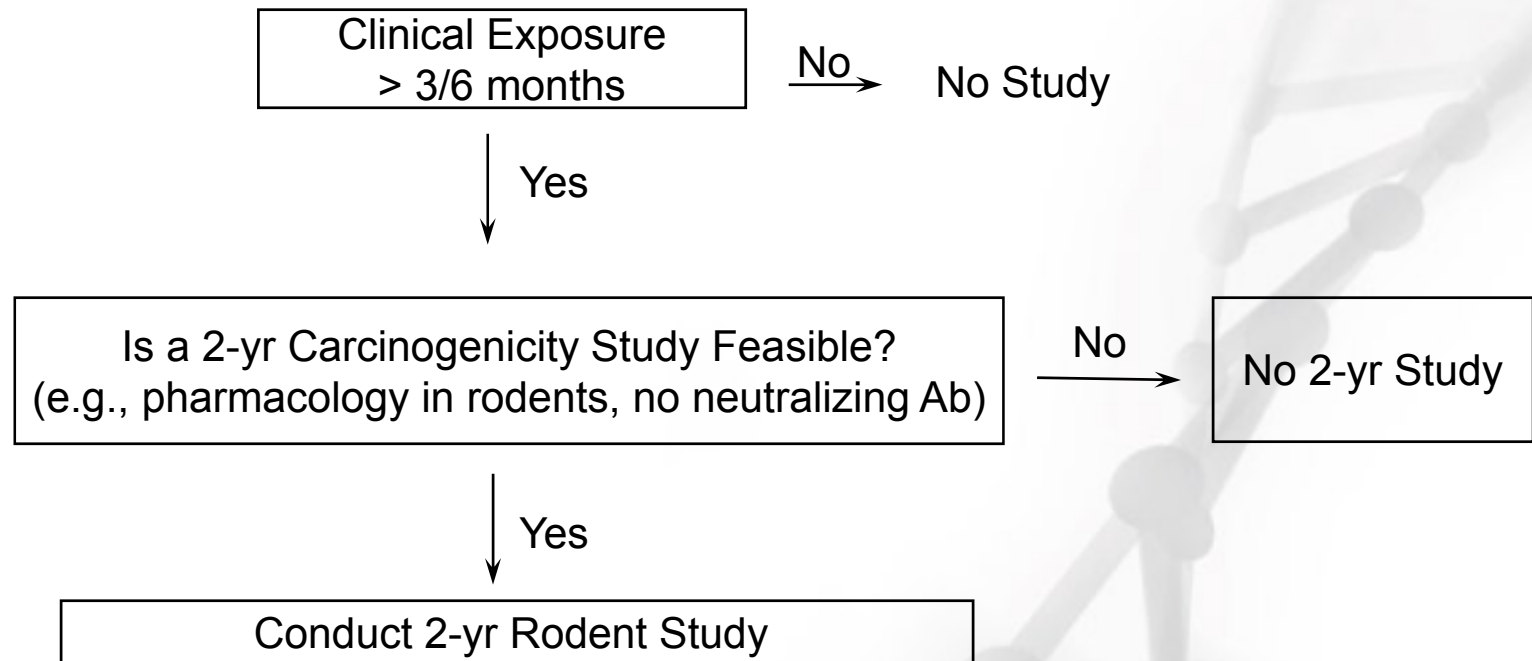 Clinical Exposure
> 3/6 months
No
No Study
Yes
Is a 2-yr Carcinogenicity Study Feasible?
(e.g., pharmacology in rodents, no neutralizing Ab)
No
No 2-yr Study
Yes
Conduct 2-yr Rodent Study